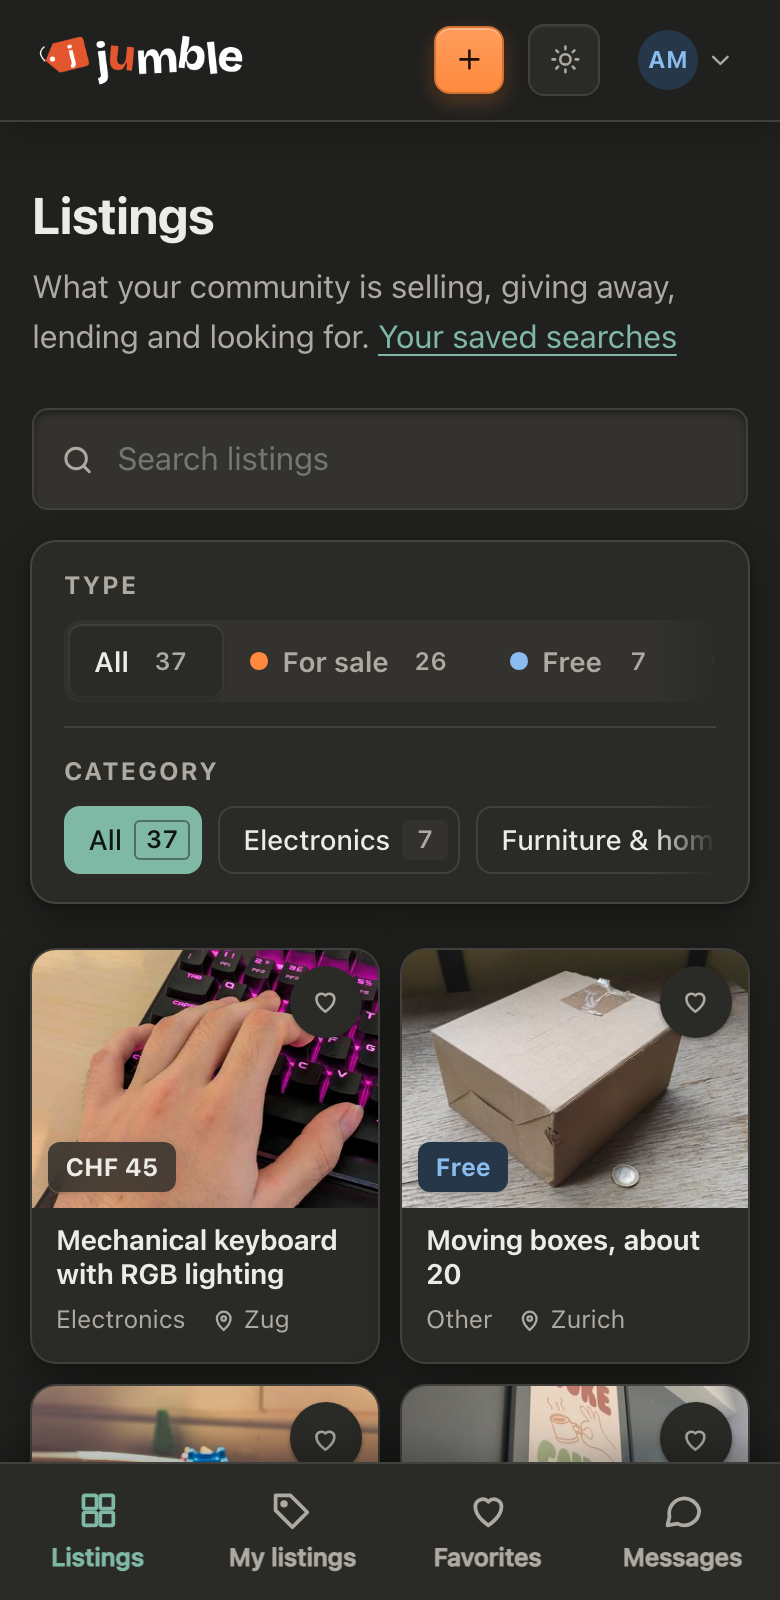 j jumble
AM
Listings
What your community is selling, giving away,
lending and looking for. Your saved searches
Search listings
TYPE
All 37 For sale 26 Free 7
CATEGORY
All 37 Electronics 7 Furniture & hom
CHF 45
Free
Mechanical keyboard
with RGB lighting
Electronics Zug
Moving boxes, about
20
Other Zurich
Listings My listings Favorites Messages